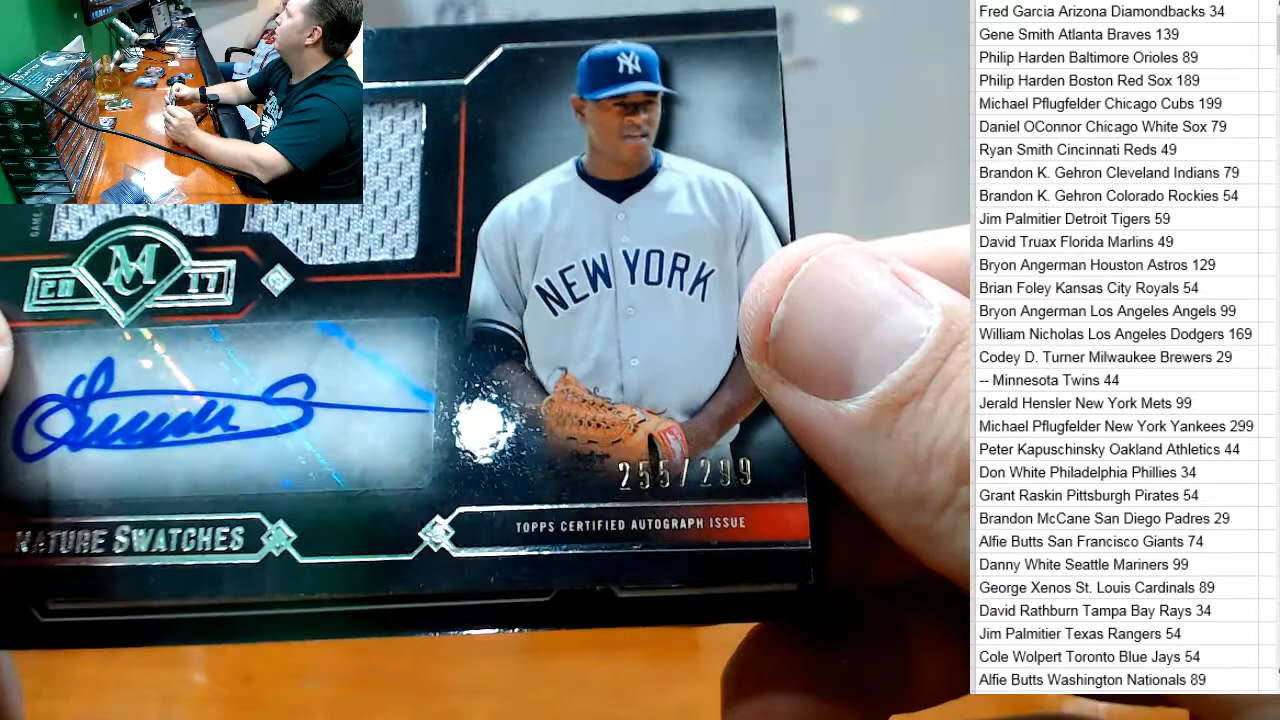 GAME
NY
NEW YORK
MC
CO 17
255/299
NATURE SWATCHES
TOPPS CERTIFIED AUTOGRAPH ISSUE
Fred Garcia Arizona Diamondbacks 34
Gene Smith Atlanta Braves 139
Philip Harden Baltimore Orioles 89
Philip Harden Boston Red Sox 189
Michael Pflugfelder Chicago Cubs 199
Daniel OConnor Chicago White Sox 79
Ryan Smith Cincinnati Reds 49
Brandon K. Gehron Cleveland Indians 79
Brandon K. Gehron Colorado Rockies 54
Jim Palmitier Detroit Tigers 59
David Truax Florida Marlins 49
Bryon Angerman Houston Astros 129
Brian Foley Kansas City Royals 54
Bryon Angerman Los Angeles Angels 99
William Nicholas Los Angeles Dodgers 169
Codey D. Turner Milwaukee Brewers 29
-- Minnesota Twins 44
Jerald Hensler New York Mets 99
Michael Pflugfelder New York Yankees 299
Peter Kapuschinsky Oakland Athletics 44
Don White Philadelphia Phillies 34
Grant Raskin Pittsburgh Pirates 54
Brandon McCane San Diego Padres 29
Alfie Butts San Francisco Giants 74
Danny White Seattle Mariners 99
George Xenos St. Louis Cardinals 89
David Rathburn Tampa Bay Rays 34
Jim Palmitier Texas Rangers 54
Cole Wolpert Toronto Blue Jays 54
Alfie Butts Washington Nationals 89